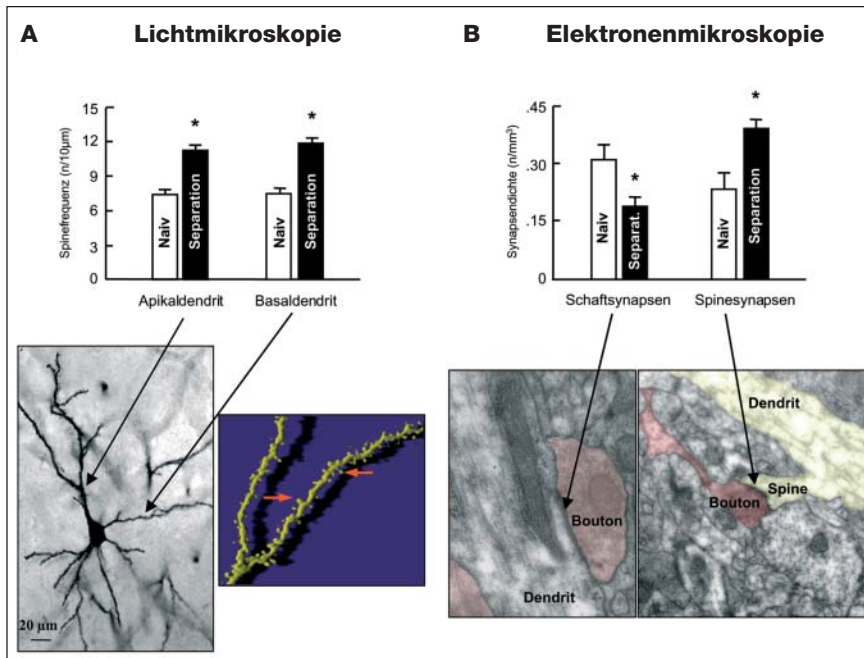 A Lichtmikroskopie
Spinefrequenz (n/10µm)
15
12
9
6
3
0
*
*
Naiv
Separation
Naiv
Separation
Apikaldendrit Basaldendrit
20 µm
B Elektronenmikroskopie
Synapsendichte (n/mm³)
.45
.30
.15
0
*
*
Naiv
Separat.
Naiv
Separation
Schaftsynapsen Spinesynapsen
Bouton
Dendrit
Dendrit
Spine
Bouton